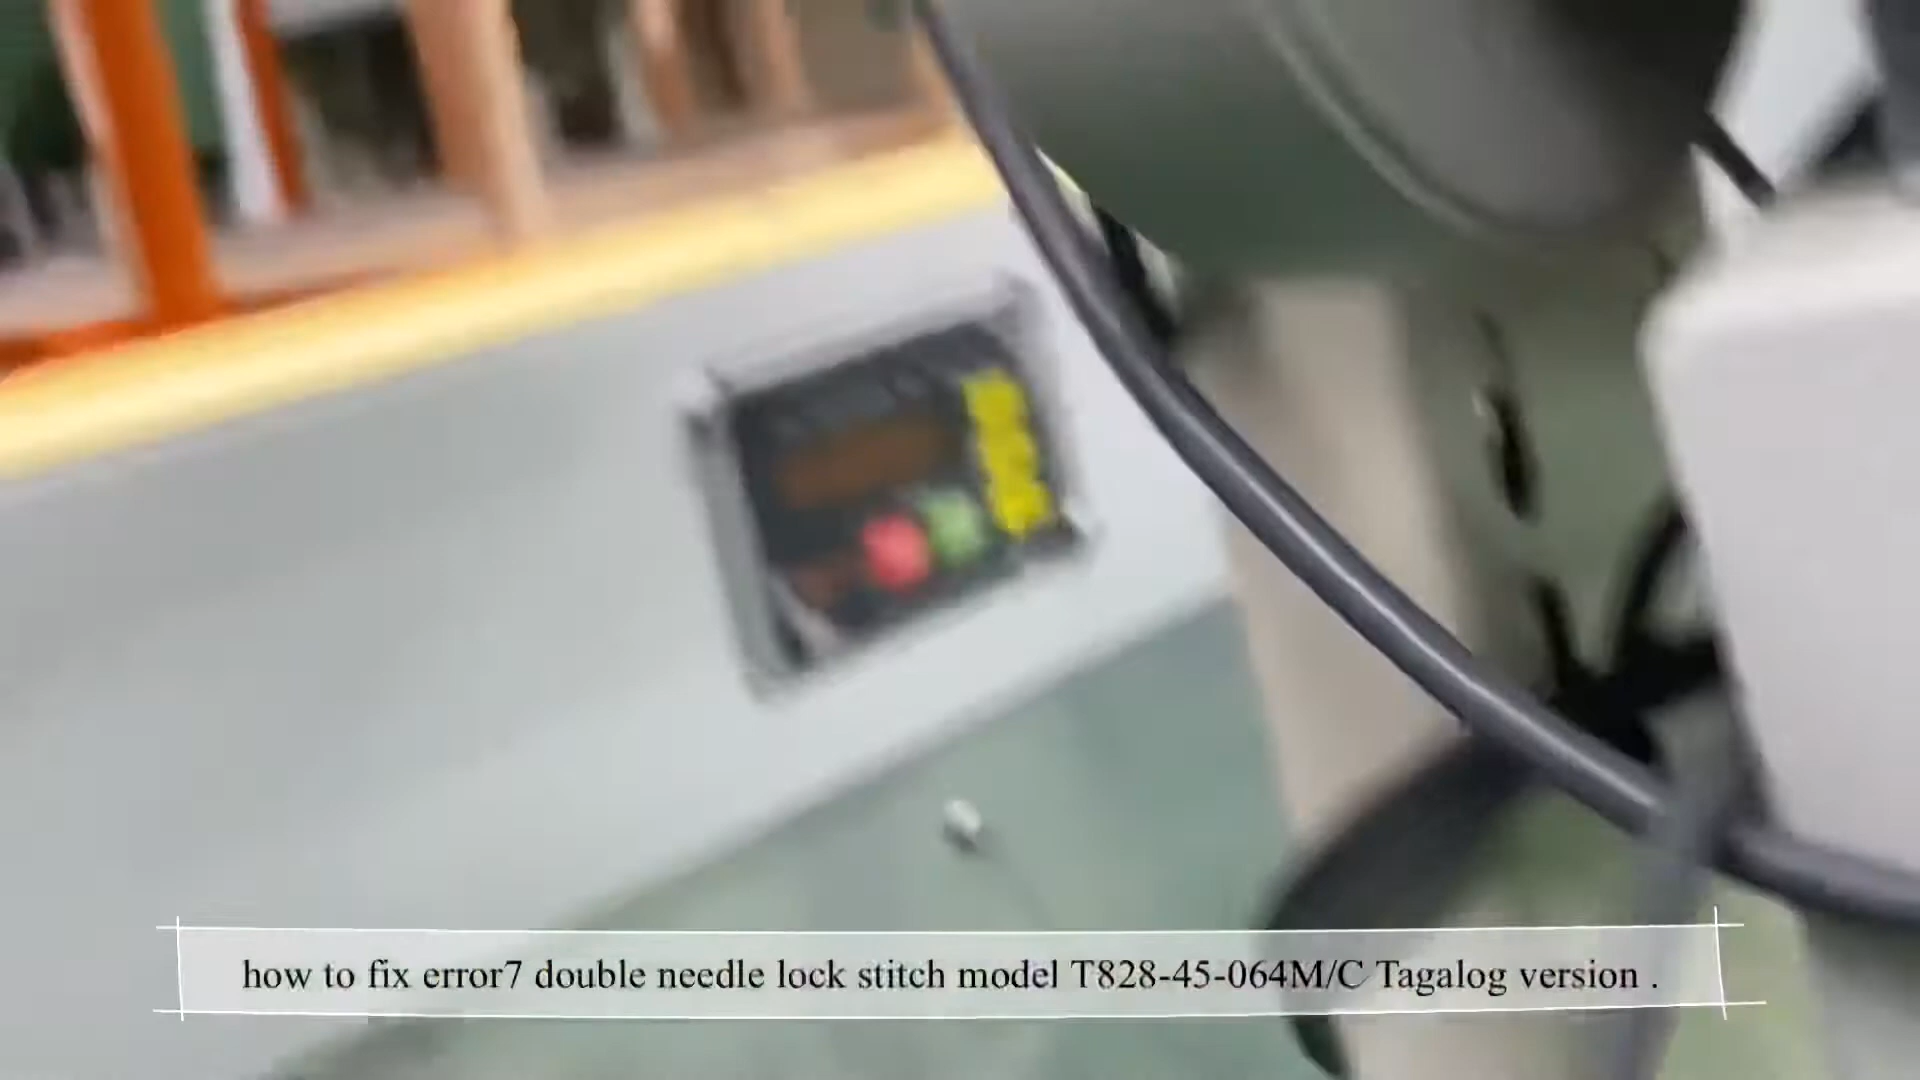 how to fix error7 double needle lock stitch model T828-45-064M/C Tagalog version .